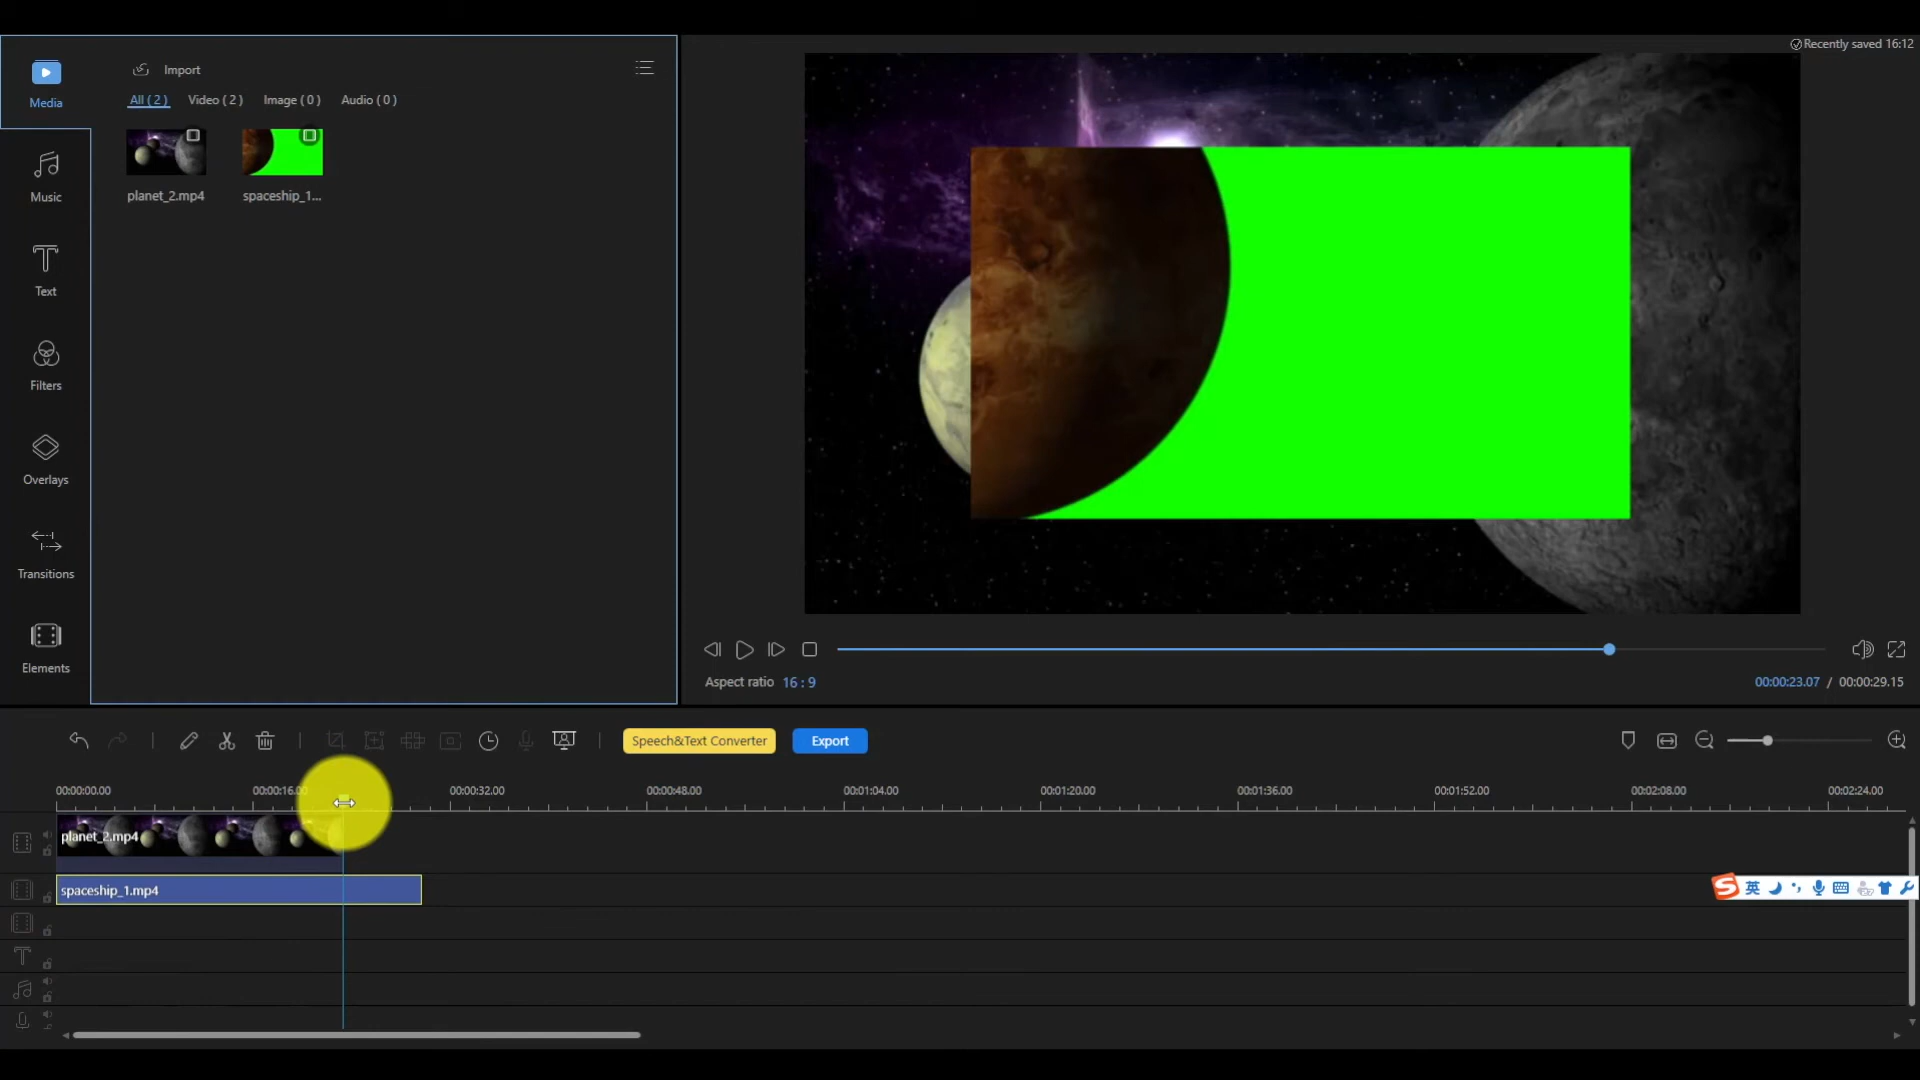 Recently saved 16:12
Media
Import
All ( 2 ) Video ( 2 ) Image ( 0 ) Audio ( 0 )
planet_2.mp4 spaceship_1...
Music
Text
Filters
Overlays
Transitions
Elements
Aspect ratio 16 : 9
00:00:23.07 / 00:00:29.15
Speech&Text Converter Export
00:00:00.00 00:00:16.00 00:00:32.00 00:00:48.00 00:01:04.00 00:01:20.00 00:01:36.00 00:01:52.00 00:02:08.00 00:02:24.00
planet_2.mp4
spaceship_1.mp4
S 英